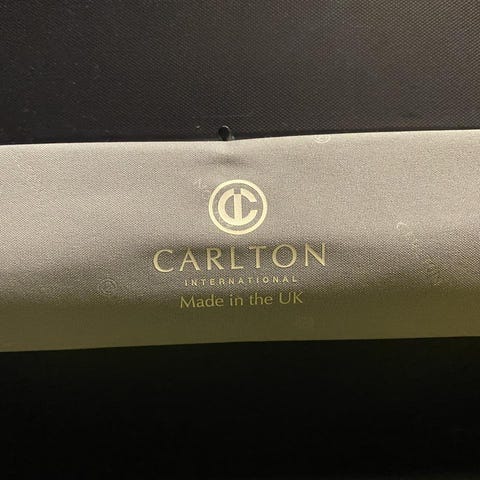 CARLTON
INTERNATIONAL
Made in the UK